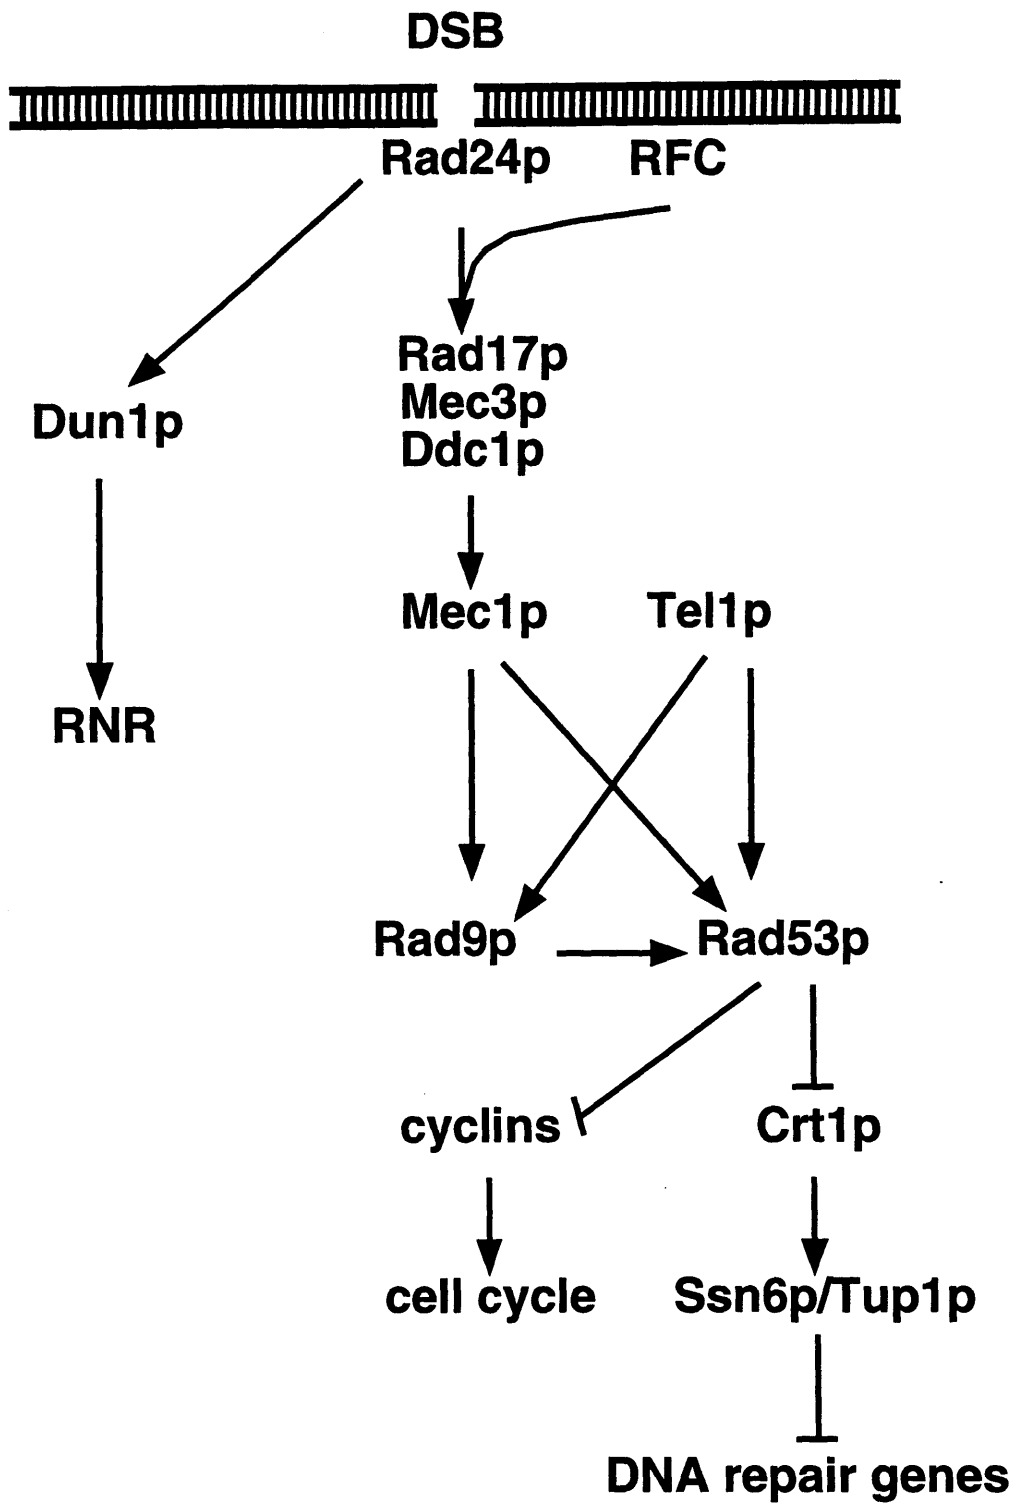 DSB
Rad24p RFC
Rad17p
Mec3p
Dun1p
Ddc1p
Mec1p Tel1p
RNR
Rad9p Rad53p
cyclins Crt1p
cell cycle Ssn6p/Tup1p
DNA repair genes